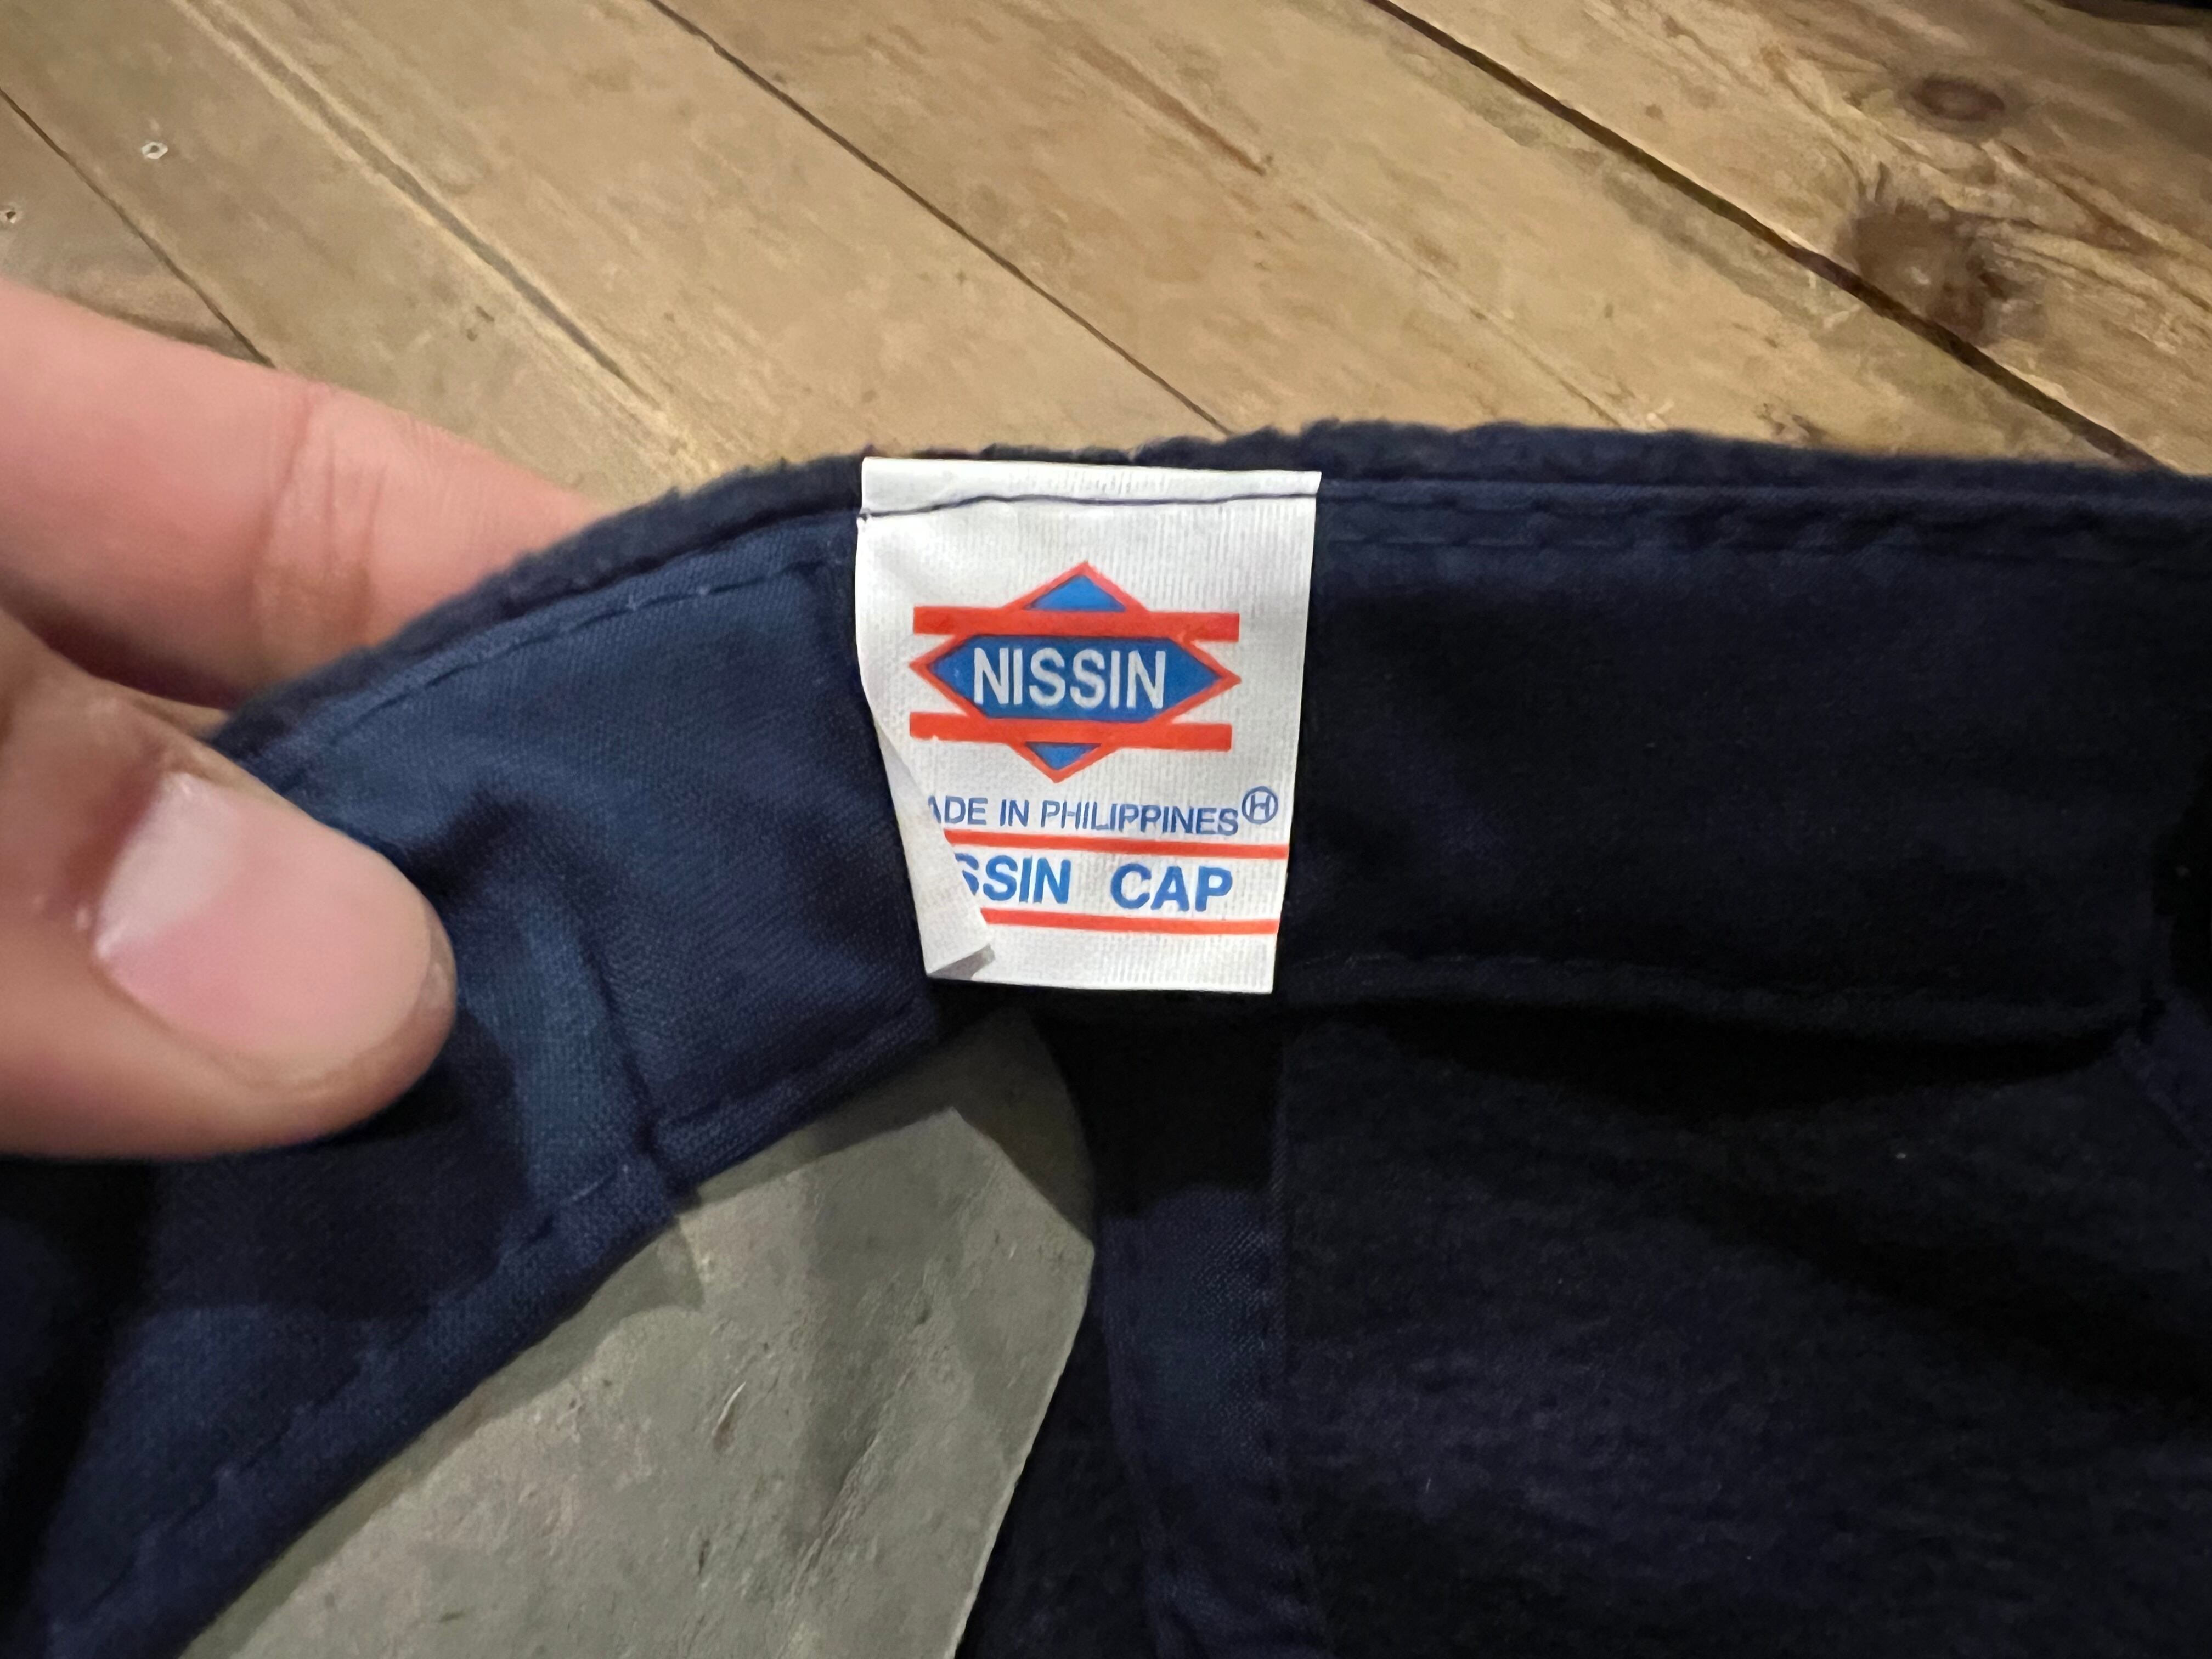 NISSIN
ADE IN PHILIPPINES Ⓗ
SSIN CAP